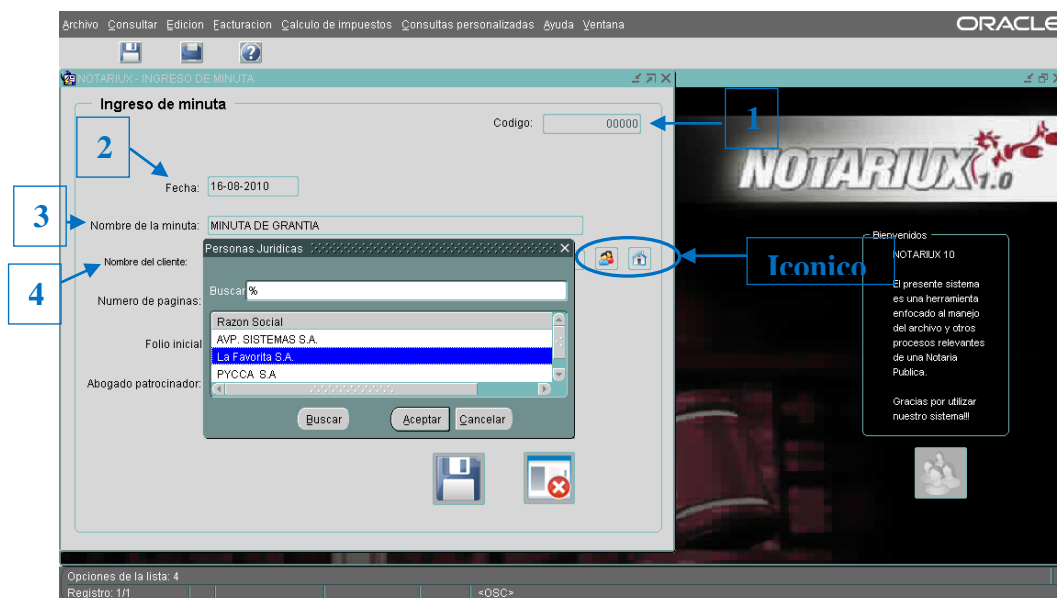 Archivo Consultar Edicion Facturacion Calculo de impuestos Consultas personalizadas Ayuda Ventana
ORACLE
NOTARIUX - INGRESO DE MINUTA
Ingreso de minuta
Codigo: 00000
1
2
Fecha: 16-08-2010
3
Nombre de la minuta: MINUTA DE GRANTIA
4
Nombre del cliente:
Iconico
Personas Juridicas
Buscar %
Razon Social
AVP. SISTEMAS S.A.
La Favorita S.A.
PYCCA S.A
Buscar Aceptar Cancelar
Numero de paginas:
Folio inicial
Abogado patrocinador:
NOTARIUX 1.0
Bienvenidos
NOTARIUX 10
El presente sistema
es una herramienta
enfocado al manejo
del archivo y otros
procesos relevantes
de una Notaria
Publica.
Gracias por utilizar
nuestro sistema!!!
Opciones de la lista: 4
Registro: 1/1 <OSC>